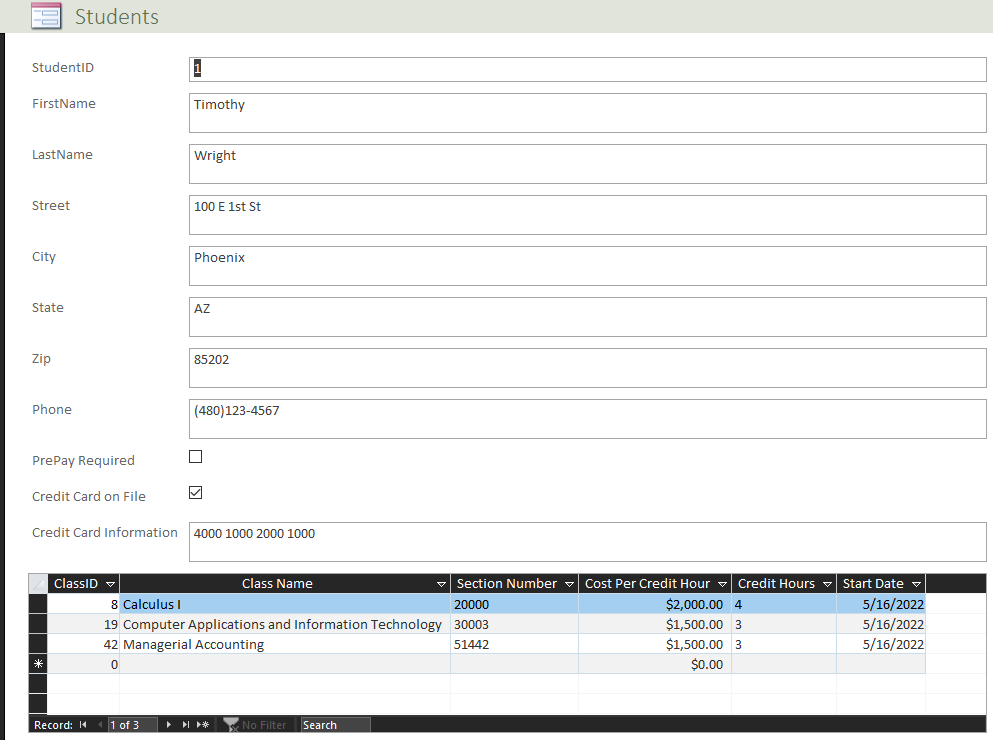 Students
StudentID 1
FirstName Timothy
LastName Wright
Street 100 E 1st St
City Phoenix
State AZ
Zip 85202
Phone (480)123-4567
PrePay Required
Credit Card on File
Credit Card Information 4000 1000 2000 1000
ClassID Class Name Section Number Cost Per Credit Hour Credit Hours Start Date
8 Calculus I 20000 $2,000.00 4 5/16/2022
19 Computer Applications and Information Technology 30003 $1,500.00 3 5/16/2022
42 Managerial Accounting 51442 $1,500.00 3 5/16/2022
0 $0.00
Record: 1 of 3 No Filter Search